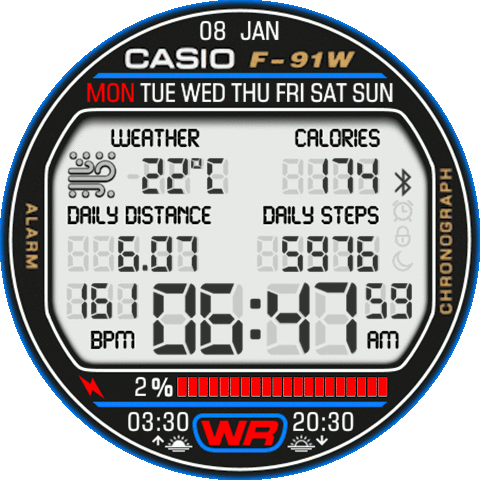 08 JAN
CASIO F-91W
MON TUE WED THU FRI SAT SUN
WEATHER CALORIES
22°C 174
DAILY DISTANCE DAILY STEPS
6.07 5976
161 06:47 59
BPM AM
ALARM
CHRONOGRAPH
2%
03:30 WR 20:30